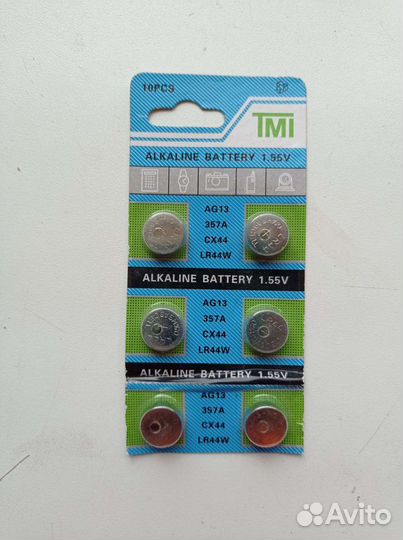 10PCS
TMI
ALKALINE BATTERY 1.55V
AG13
357A
CX44
LR44W
ALKALINE BATTERY 1.55V
AG13
357A
CX44
LR44W
ALKALINE BATTERY 1.55V
AG13
357A
CX44
LR44W
Avito